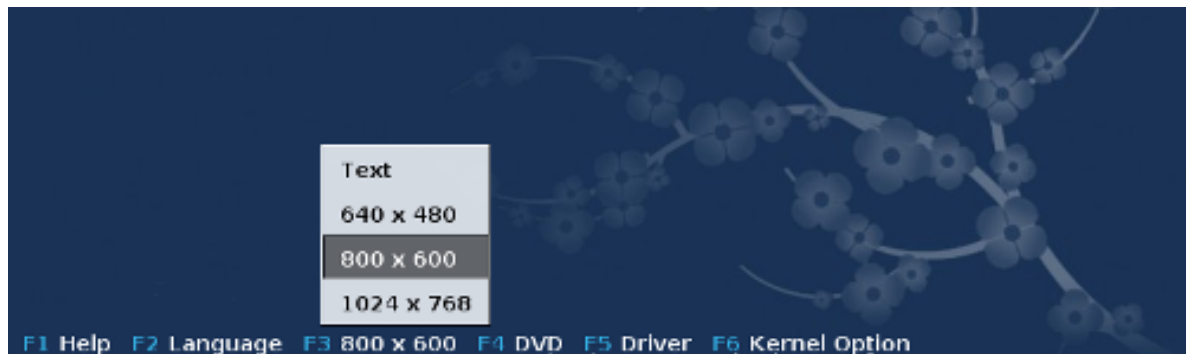 Text
640 x 480
800 x 600
1024 x 768
F1 Help F2 Language F3 800 x 600 F4 DVD F5 Driver F6 Kernel Option